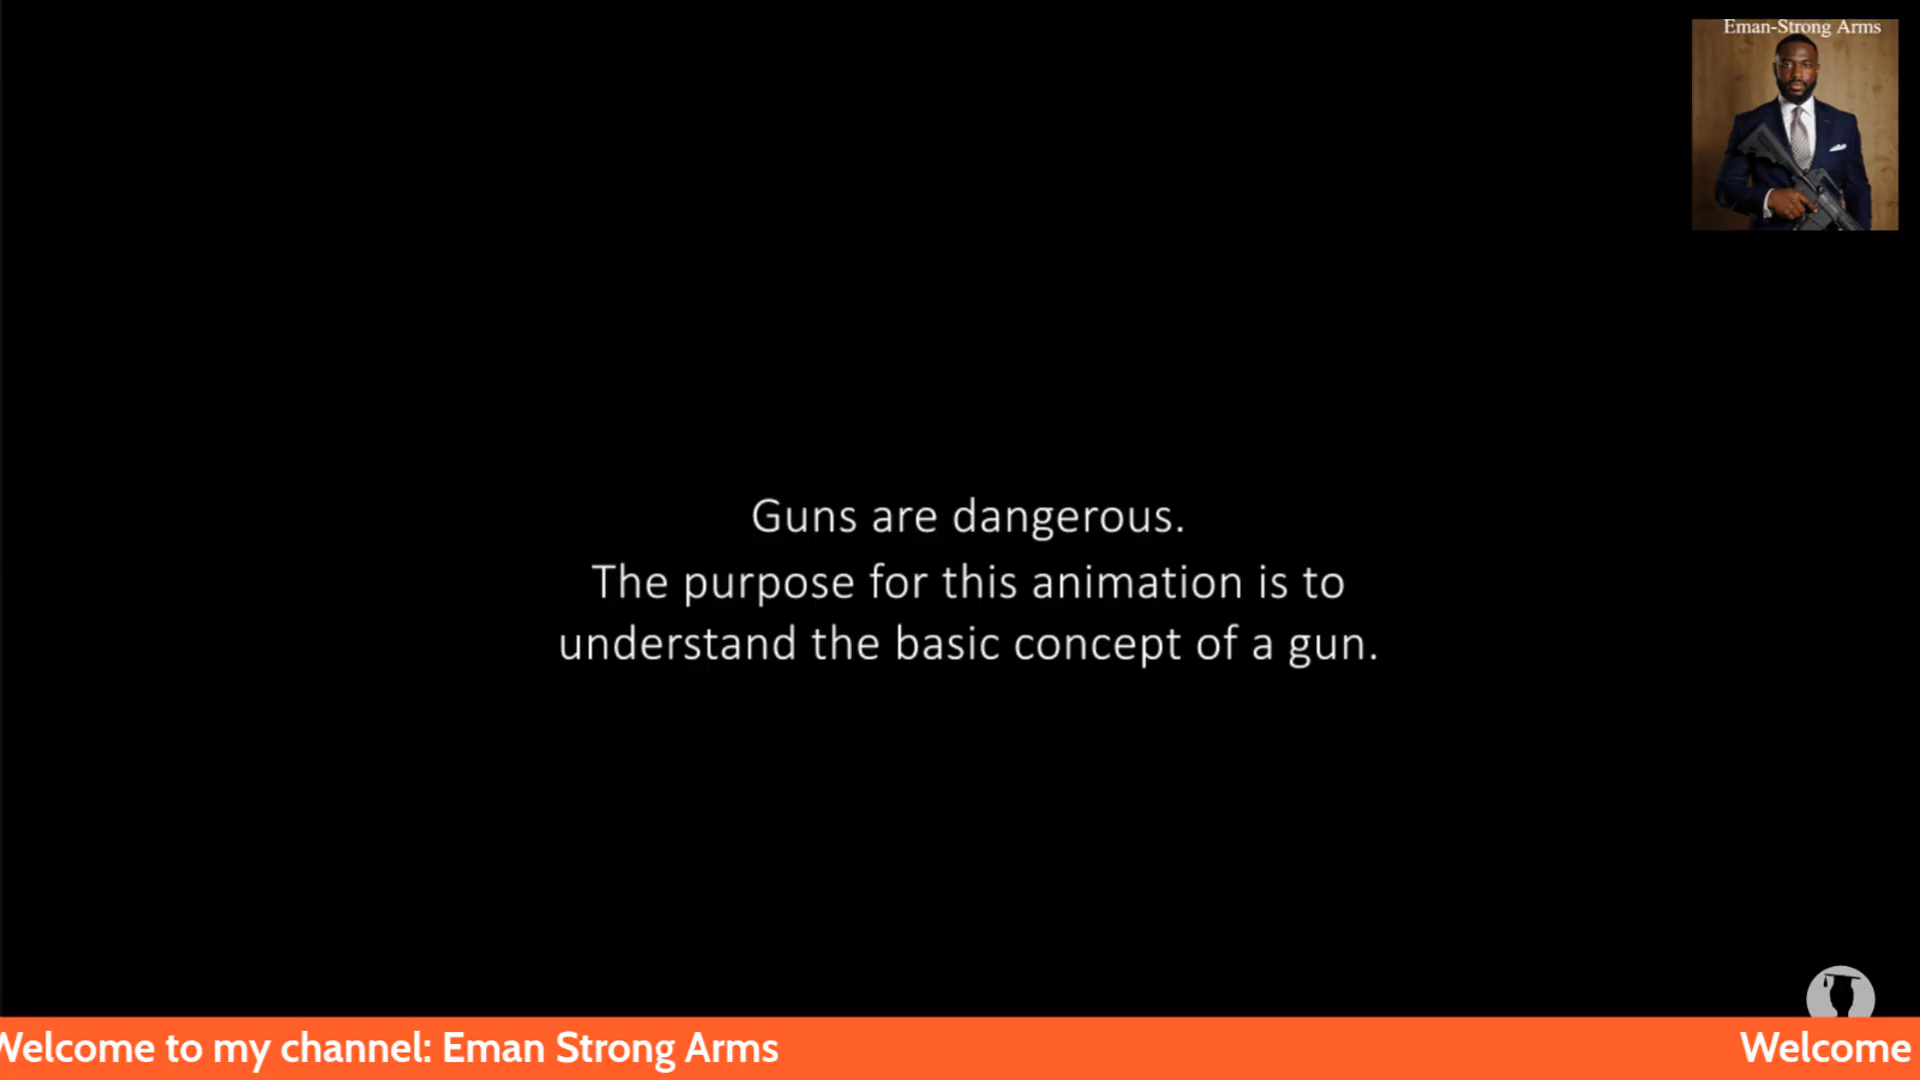 Eman-Strong Arms
Guns are dangerous.
The purpose for this animation is to
understand the basic concept of a gun.
Welcome to my channel: Eman Strong Arms
Welcome